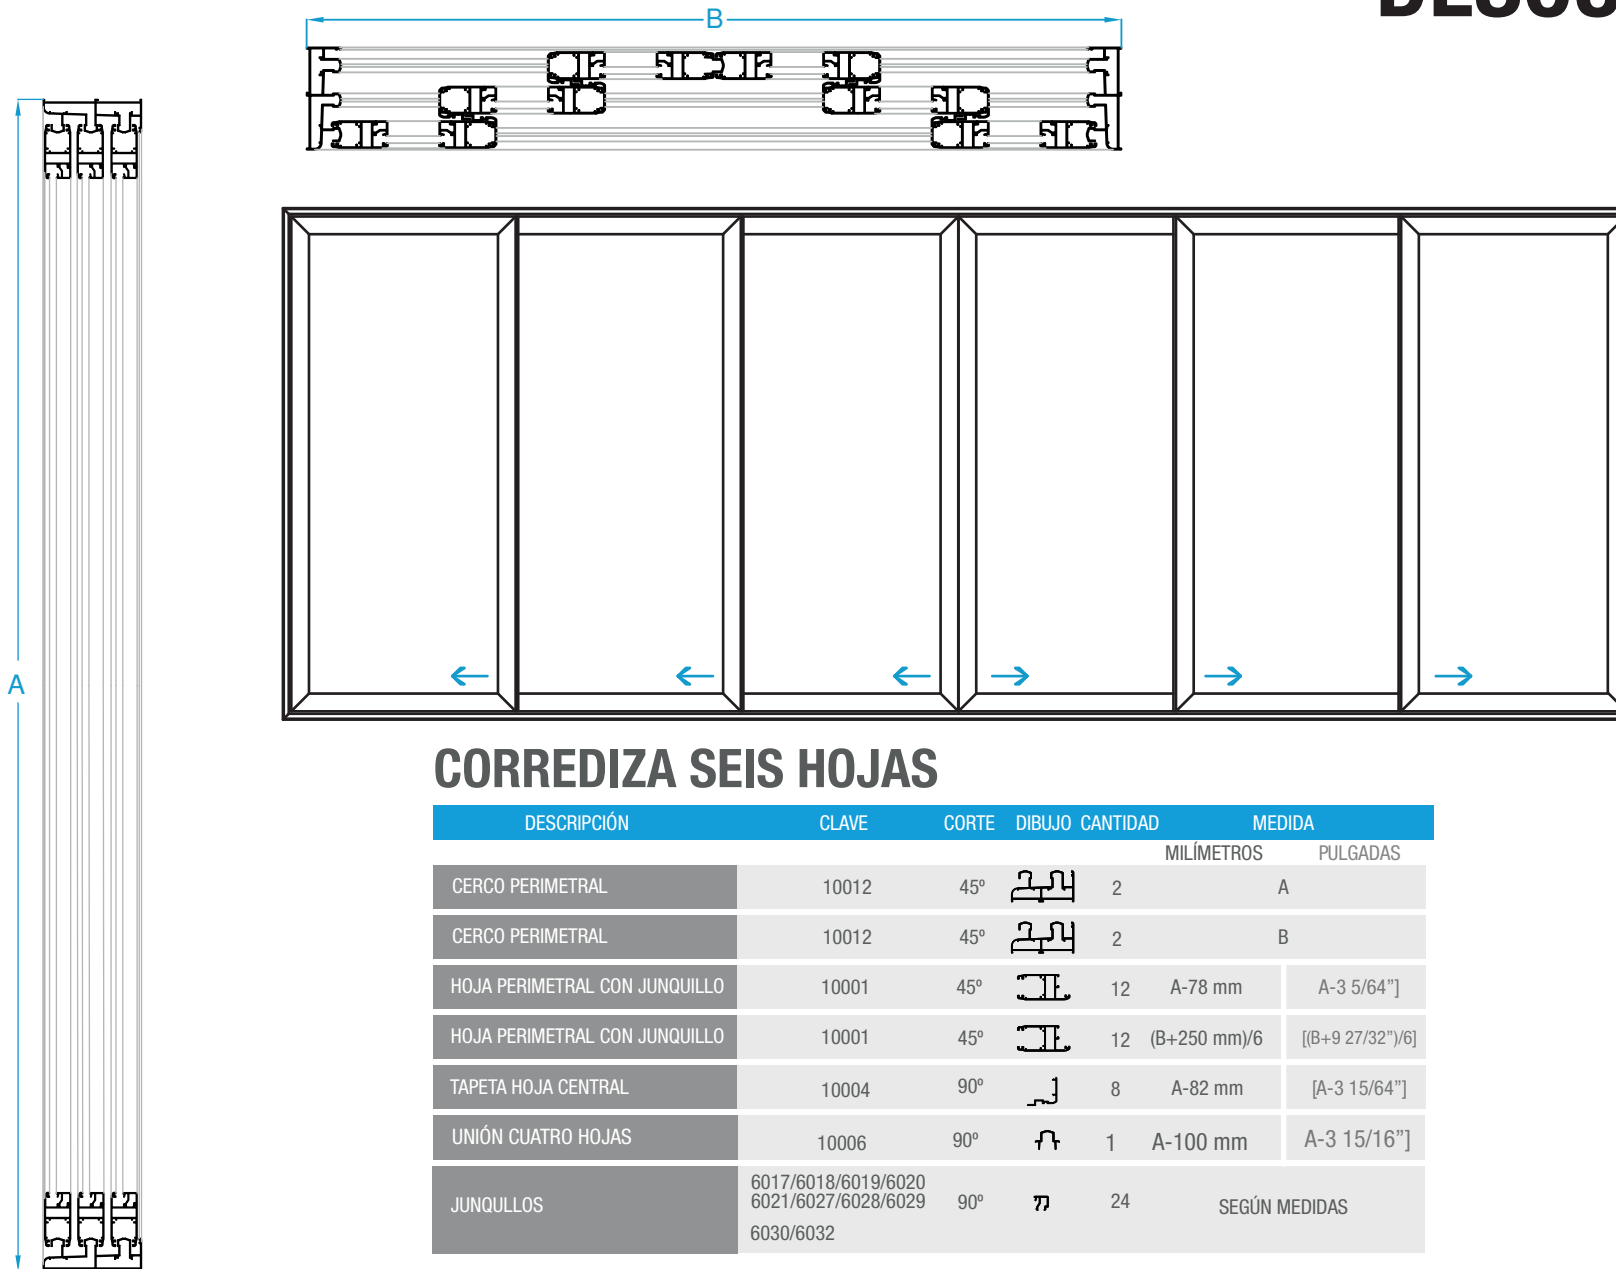 B
A
CORREDIZA SEIS HOJAS
DESCRIPCIÓN CLAVE CORTE DIBUJO CANTIDAD MEDIDA
MILÍMETROS PULGADAS
CERCO PERIMETRAL 10012 45º 2 A
CERCO PERIMETRAL 10012 45º 2 B
HOJA PERIMETRAL CON JUNQUILLO 10001 45º 12 A-78 mm A-3 5/64”]
HOJA PERIMETRAL CON JUNQUILLO 10001 45º 12 (B+250 mm)/6 [(B+9 27/32”)/6]
TAPETA HOJA CENTRAL 10004 90º 8 A-82 mm [A-3 15/64”]
UNIÓN CUATRO HOJAS 10006 90º 1 A-100 mm A-3 15/16”]
JUNQULLOS 6017/6018/6019/6020
6021/6027/6028/6029 90º 24 SEGÚN MEDIDAS
6030/6032